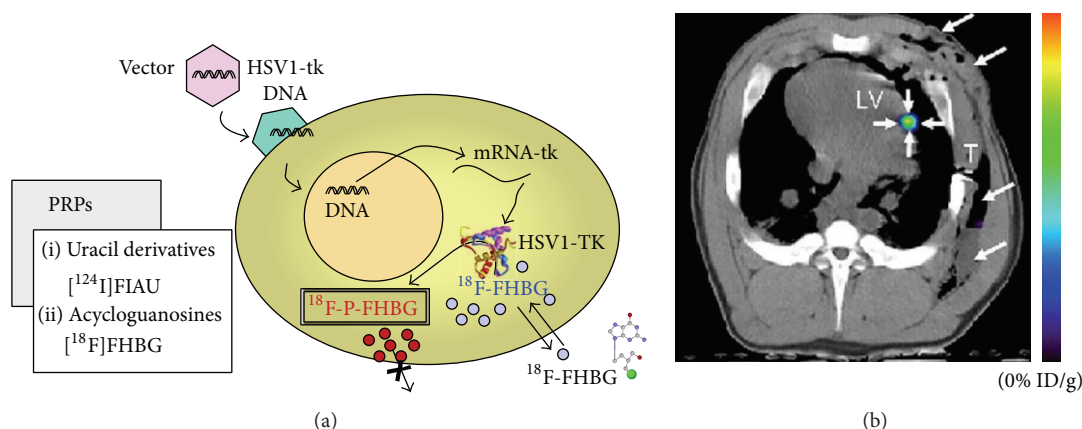 Vector
HSV1-tk
DNA
mRNA-tk
DNA
PRPs
(i) Uracil derivatives
[¹²⁴I]FIAU
(ii) Acycloguanosines
[¹⁸F]FHBG
HSV1-TK
¹⁸F-FHBG
¹⁸F-P-FHBG
¹⁸F-FHBG
(a)
LV
T
(0% ID/g)
(b)